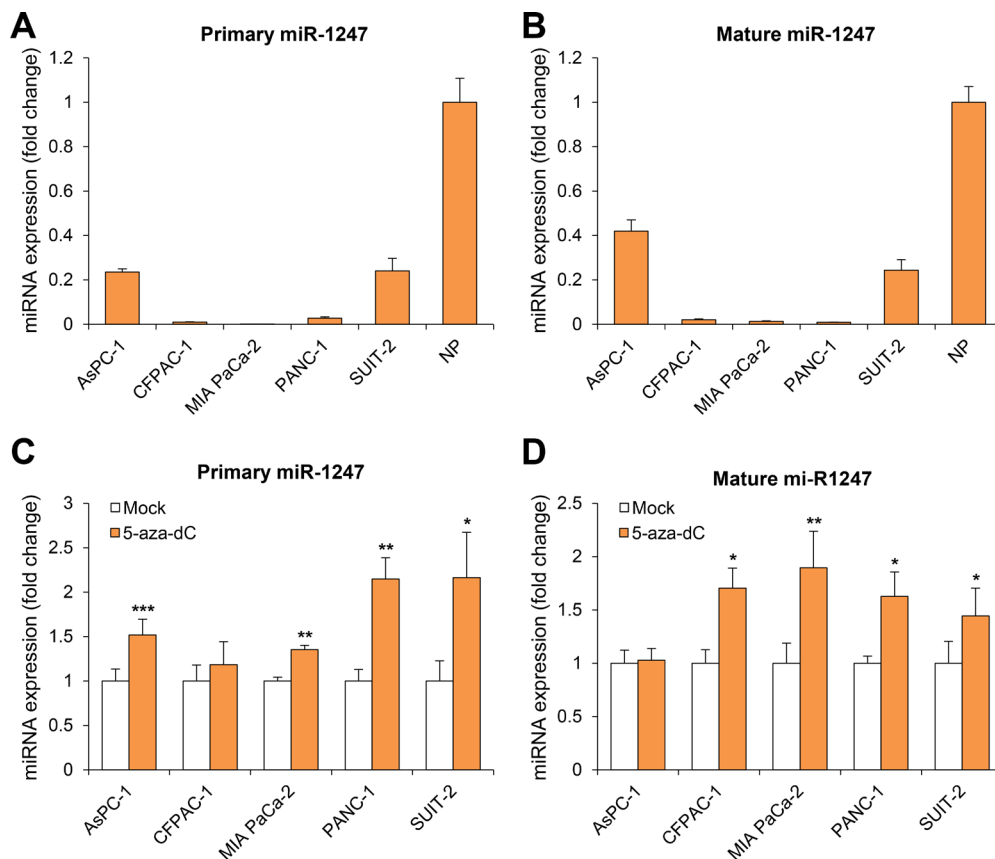 A
Primary miR-1247
miRNA expression (fold change)
1.2
1
0.8
0.6
0.4
0.2
0
AsPC-1
CFPAC-1
MIA PaCa-2
PANC-1
SUIT-2
NP
B
Mature miR-1247
miRNA expression (fold change)
1.2
1
0.8
0.6
0.4
0.2
0
AsPC-1
CFPAC-1
MIA PaCa-2
PANC-1
SUIT-2
NP
C
Primary miR-1247
miRNA expression (fold change)
3
2.5
2
1.5
1
0.5
0
Mock
5-aza-dC
***
**
**
*
AsPC-1
CFPAC-1
MIA PaCa-2
PANC-1
SUIT-2
D
Mature mi-R1247
miRNA expression (fold change)
2.5
2
1.5
1
0.5
0
Mock
5-aza-dC
*
**
*
*
AsPC-1
CFPAC-1
MIA PaCa-2
PANC-1
SUIT-2